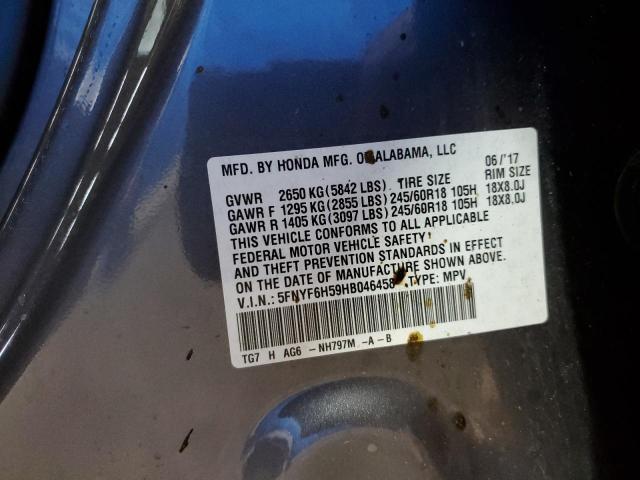 MFD. BY HONDA MFG. OF ALABAMA, LLC 06/'17
GVWR 2650 KG(5842 LBS) TIRE SIZE RIM SIZE
GAWR F 1295 KG(2855 LBS)245/60R18 105H 18X8.0J
GAWR R 1405 KG(3097 LBS)245/60R18 105H 18X8.0J
THIS VEHICLE CONFORMS TO ALL APPLICABLE
FEDERAL MOTOR VEHICLE SAFETY
AND THEFT PREVENTION STANDARDS IN EFFECT
ON THE DATE OF MANUFACTURE SHOWN ABOVE.
V.I.N.: 5FNYF6H59HB046458 TYPE: MPV
TG7 H AG6 -NH797M -A-B